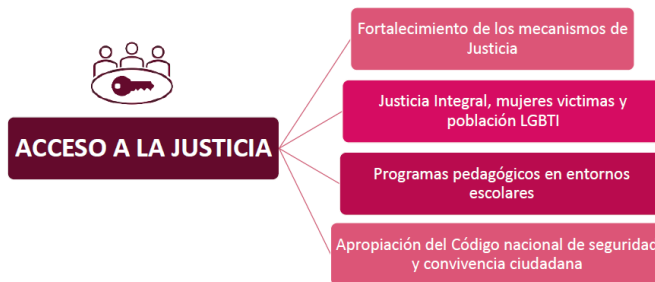 ACCESO A LA JUSTICIA
Fortalecimiento de los mecanismos de
Justicia
Justicia Integral, mujeres victimas y
población LGBTI
Programas pedagógicos en entornos
escolares
Apropiación del Código nacional de seguridad
y convivencia ciudadana